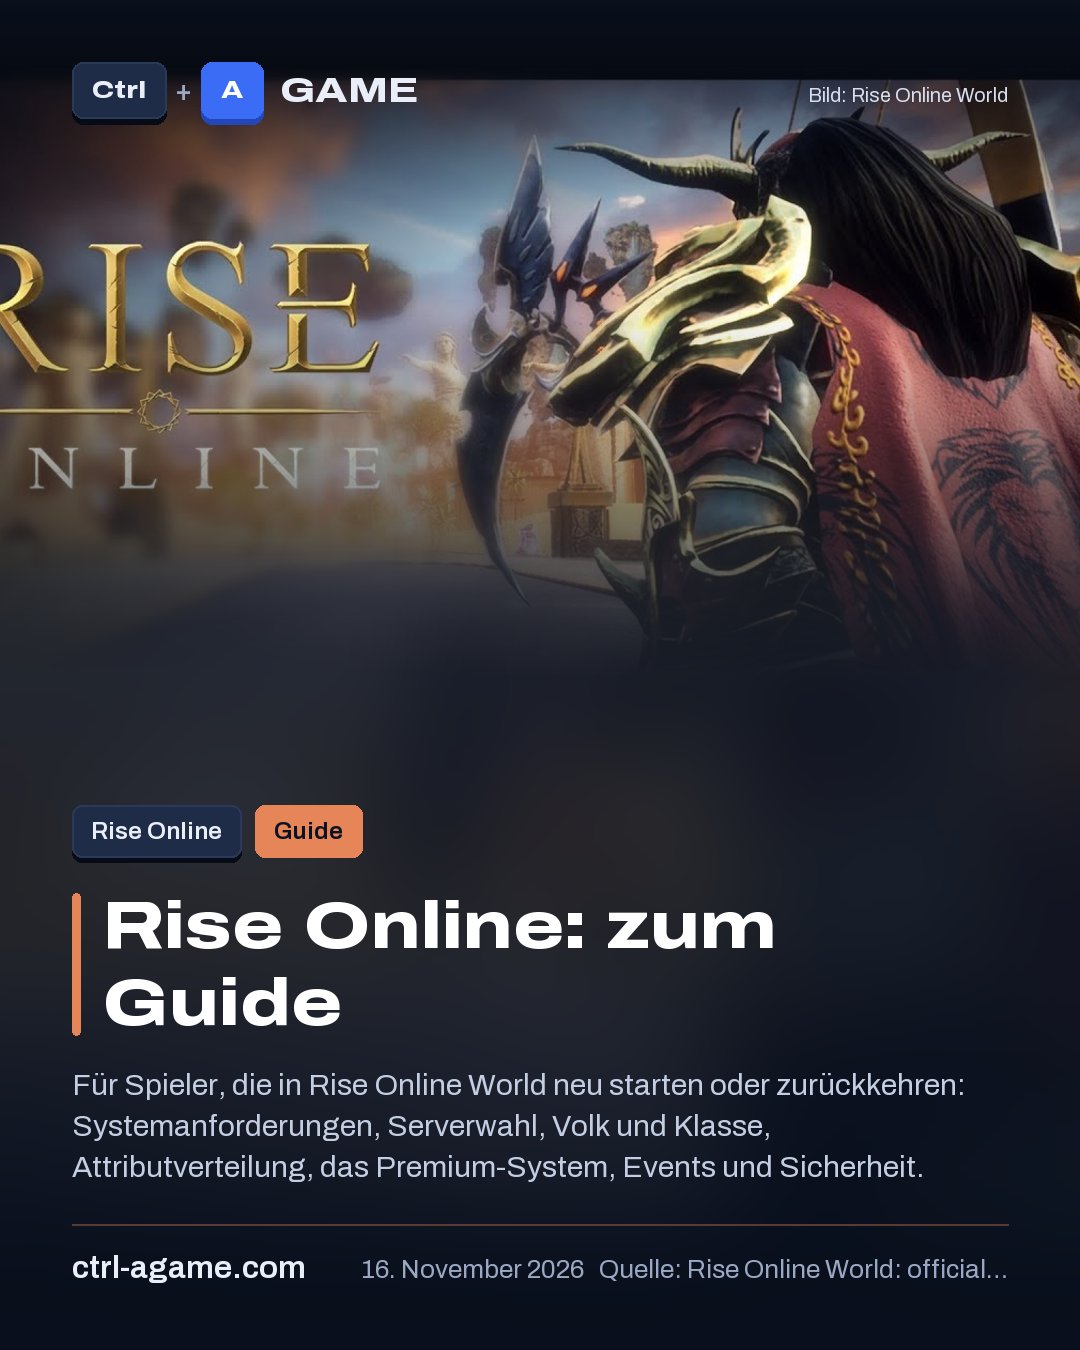 Ctrl + A GAME
Bild: Rise Online World
RISE
NLINE
Rise Online
Guide
Rise Online: zum
Guide
Für Spieler, die in Rise Online World neu starten oder zurückkehren:
Systemanforderungen, Serverwahl, Volk und Klasse,
Attributverteilung, das Premium-System, Events und Sicherheit.
ctrl-agame.com
16. November 2026 Quelle: Rise Online World: official...